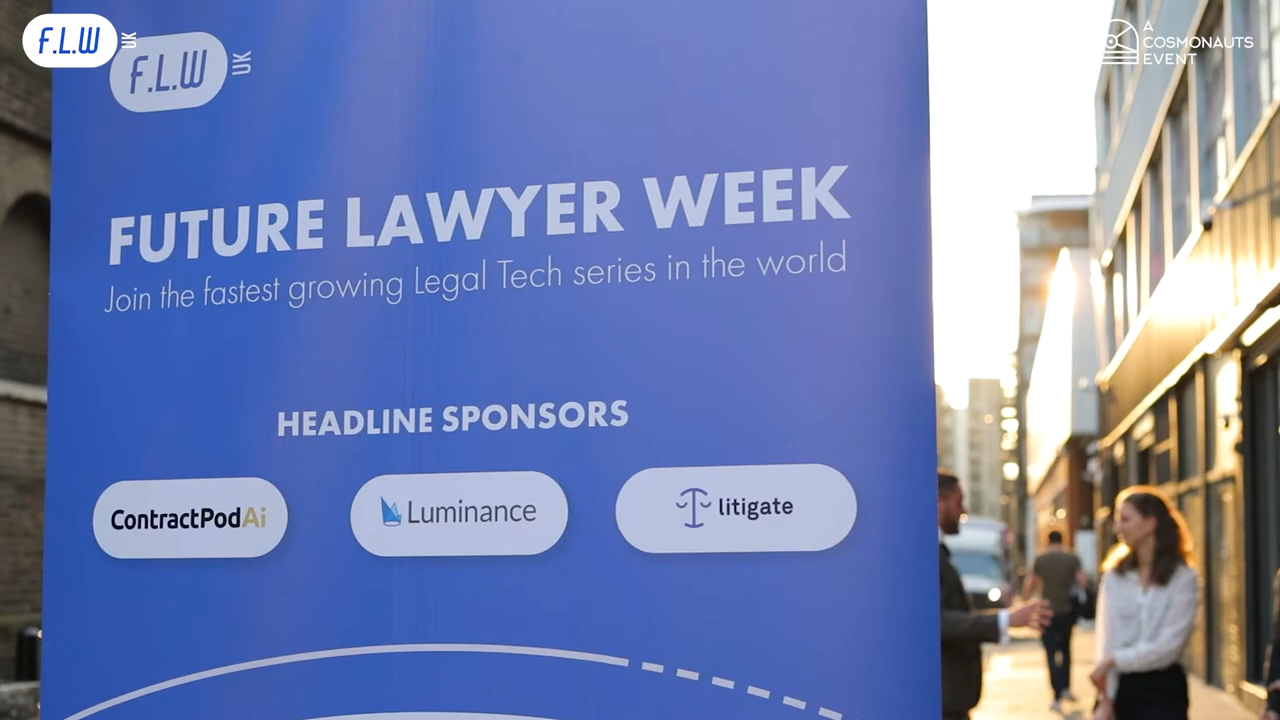 F.L.W UK
A
COSMONAUTS
EVENT
F.L.W UK
FUTURE LAWYER WEEK
Join the fastest growing Legal Tech series in the world
HEADLINE SPONSORS
ContractPodAi
Luminance
litigate